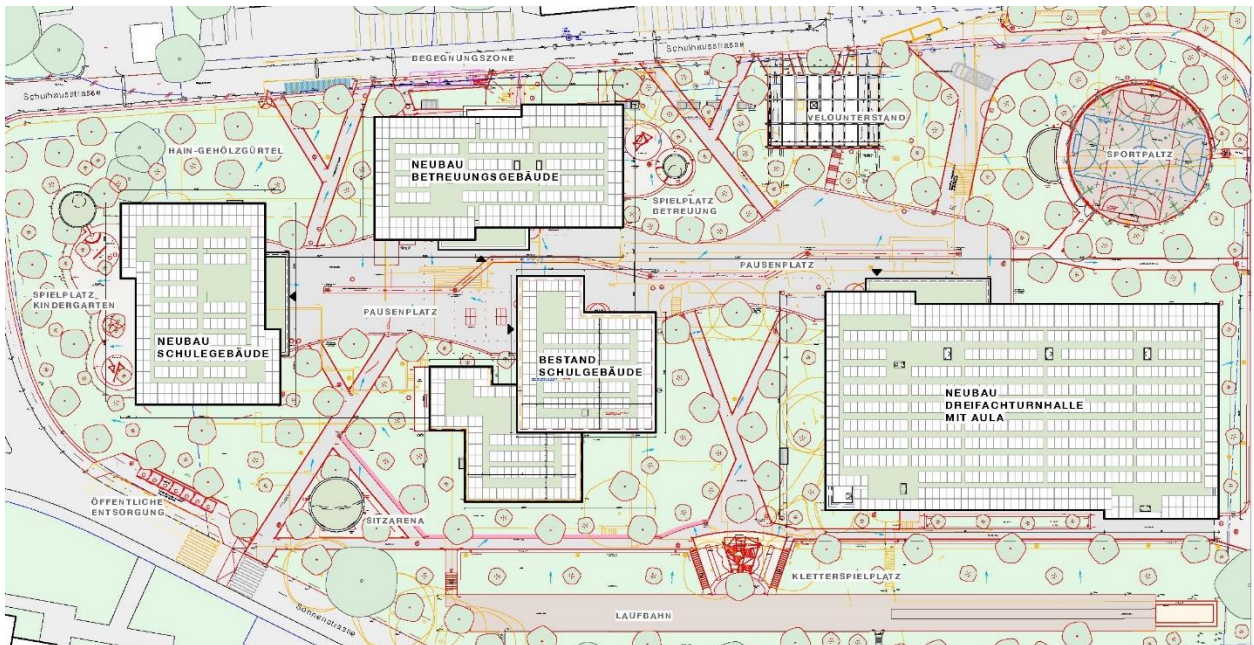 Schulhausstrasse
Schulhausstrasse
BEGEGNUNGSZONE
HAIN-GEHÖLZGÜRTEL
NEUBAU
BETREUUNGSGEBÄUDE
VELOUNTERSTAND
SPORTPALTZ
SPIELPLATZ
BETREUUNG
PAUSENPLATZ
SPIELPLATZ
KINDERGARTEN
PAUSENPLATZ
NEUBAU
SCHULEGEBÄUDE
BESTAND
SCHULGEBÄUDE
NEUBAU
DREIFACHTURNHALLE
MIT AULA
ÖFFENTLICHE
ENTSORGUNG
SITZARENA
KLETTERSPIELPLATZ
LAUFBAHN
Sonnenstrasse